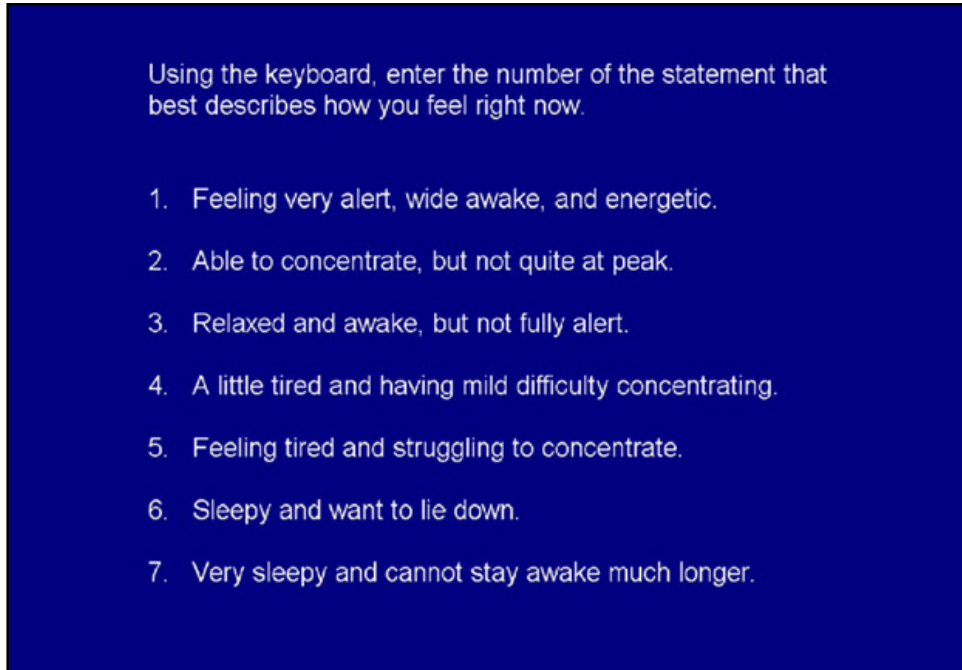 Using the keyboard, enter the number of the statement that
best describes how you feel right now.
1. Feeling very alert, wide awake, and energetic.
2. Able to concentrate, but not quite at peak.
3. Relaxed and awake, but not fully alert.
4. A little tired and having mild difficulty concentrating.
5. Feeling tired and struggling to concentrate.
6. Sleepy and want to lie down.
7. Very sleepy and cannot stay awake much longer.